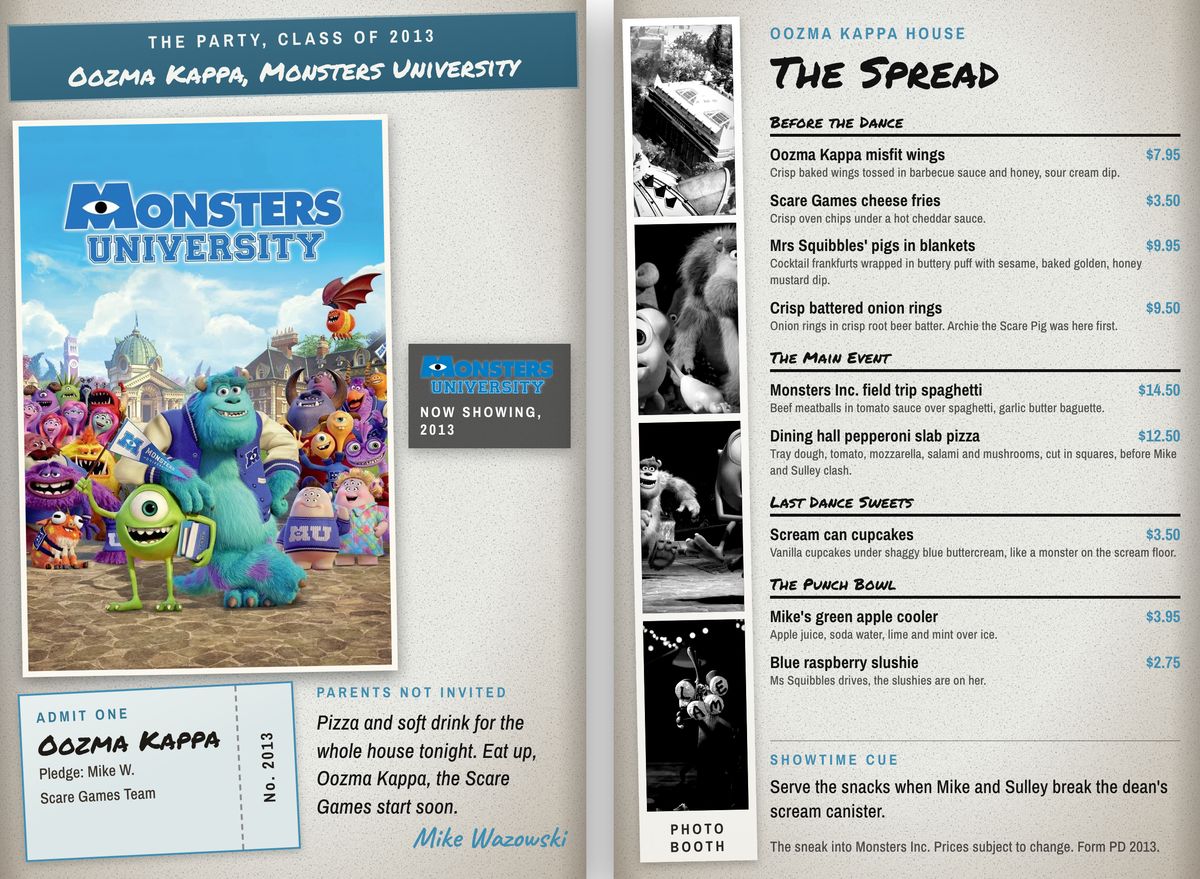 THE PARTY, CLASS OF 2013
Oozma Kappa, Monsters University
MONSTERS
UNIVERSITY
MONSTERS
MU
MONSTERS
UNIVERSITY
NOW SHOWING,
2013
ADMIT ONE
Oozma Kappa
Pledge: Mike W.
Scare Games Team
No. 2013
PARENTS NOT INVITED
Pizza and soft drink for the
whole house tonight. Eat up,
Oozma Kappa, the Scare
Games start soon.
Mike Wazowski
LAME
PHOTO
BOOTH
OOZMA KAPPA HOUSE
The Spread
Before the Dance
Oozma Kappa misfit wings $7.95
Crisp baked wings tossed in barbecue sauce and honey, sour cream dip.
Scare Games cheese fries $3.50
Crisp oven chips under a hot cheddar sauce.
Mrs Squibbles' pigs in blankets $9.95
Cocktail frankfurts wrapped in buttery puff with sesame, baked golden, honey
mustard dip.
Crisp battered onion rings $9.50
Onion rings in crisp root beer batter. Archie the Scare Pig was here first.
The Main Event
Monsters Inc. field trip spaghetti $14.50
Beef meatballs in tomato sauce over spaghetti, garlic butter baguette.
Dining hall pepperoni slab pizza $12.50
Tray dough, tomato, mozzarella, salami and mushrooms, cut in squares, before Mike
and Sulley clash.
Last Dance Sweets
Scream can cupcakes $3.50
Vanilla cupcakes under shaggy blue buttercream, like a monster on the scream floor.
The Punch Bowl
Mike's green apple cooler $3.95
Apple juice, soda water, lime and mint over ice.
Blue raspberry slushie $2.75
Ms Squibbles drives, the slushies are on her.
SHOWTIME CUE
Serve the snacks when Mike and Sulley break the dean's
scream canister.
The sneak into Monsters Inc. Prices subject to change. Form PD 2013.